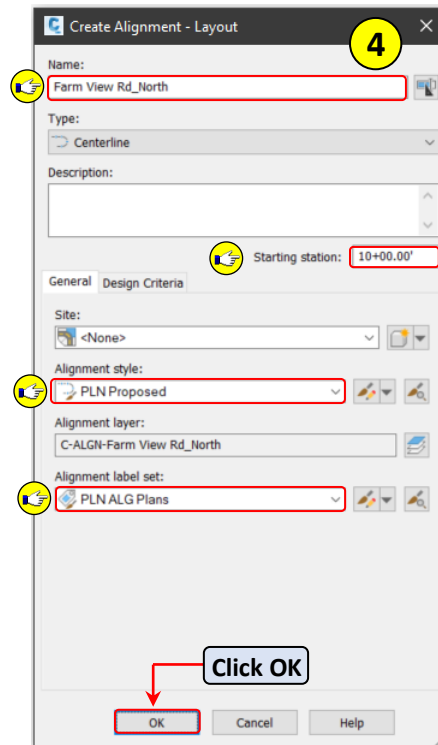 Create Alignment - Layout
4
Name:
Farm View Rd_North
Type:
Centerline
Description:
Starting station: 10+00.00'
General Design Criteria
Site:
<None>
Alignment style:
PLN Proposed
Alignment layer:
C-ALGN-Farm View Rd_North
Alignment label set:
PLN ALG Plans
Click OK
OK Cancel Help